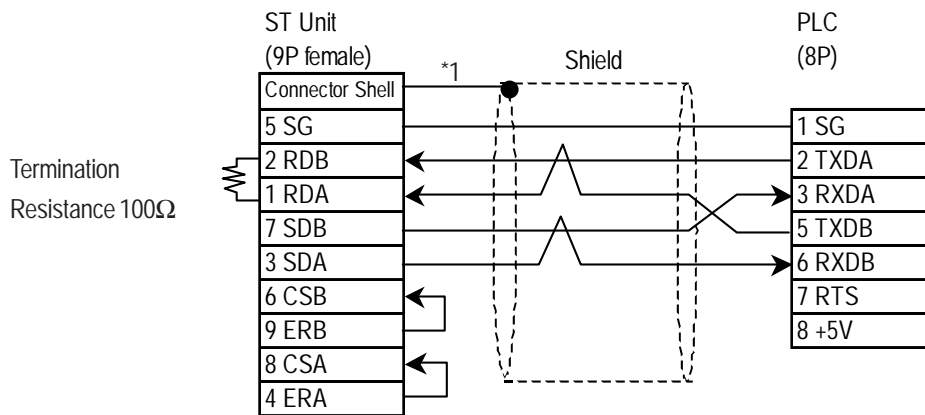 ST Unit
(9P female)
PLC
(8P)
*1
Shield
Connector Shell
5 SG
2 RDB
1 RDA
7 SDB
3 SDA
6 CSB
9 ERB
8 CSA
4 ERA
Termination
Resistance 100Ω
1 SG
2 TXDA
3 RXDA
5 TXDB
6 RXDB
7 RTS
8 +5V